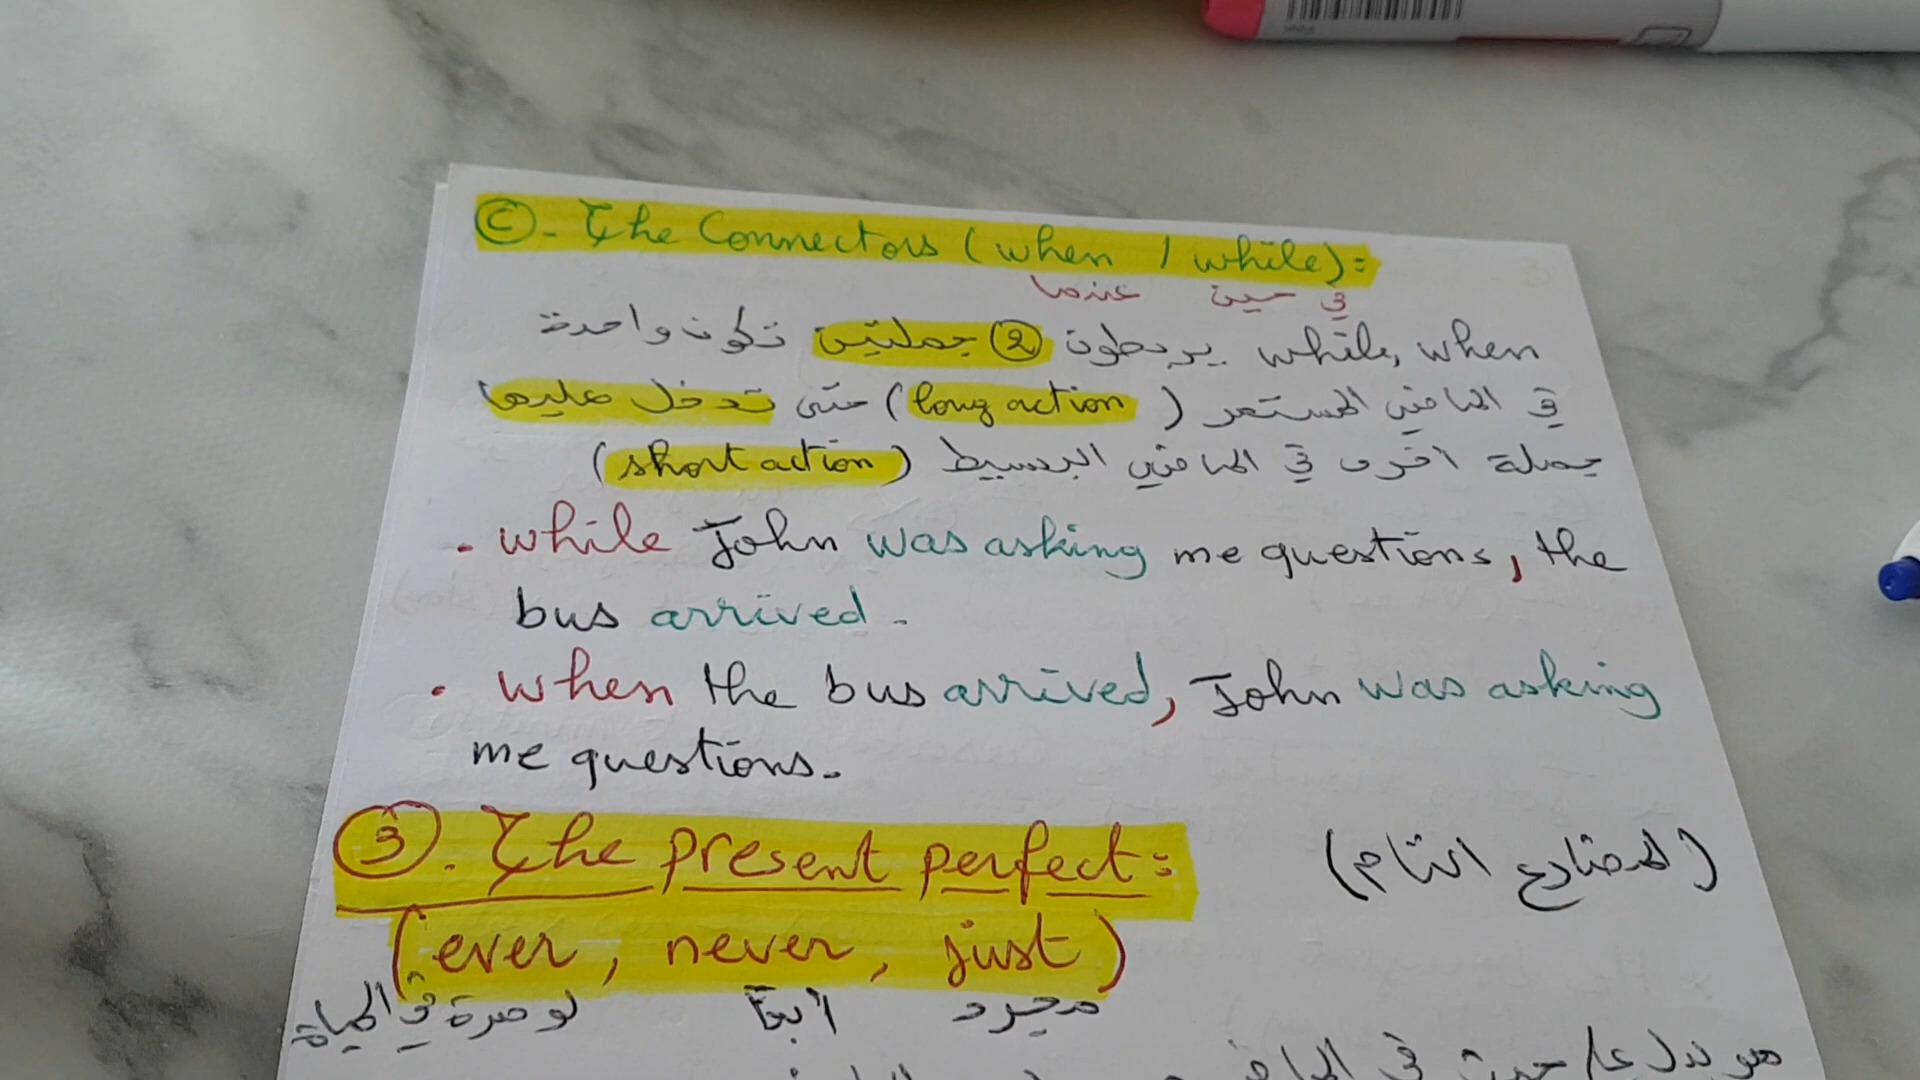 C. The Connectors (when / while):
عندما في حين
while, when يربطون 2 جملتين تكون واحدة
في الماضي المستمر (long action) حتى تدخل عليها
جملة أخرى في الماضي البسيط (short action)
. while John was asking me questions, the
bus arrived.
. when the bus arrived, John was asking
me questions.
3. The present perfect: (المضارع التام)
(ever, never, just)
لو مرة في الحياة أبدًا مجرد
هو يدل على حدث في